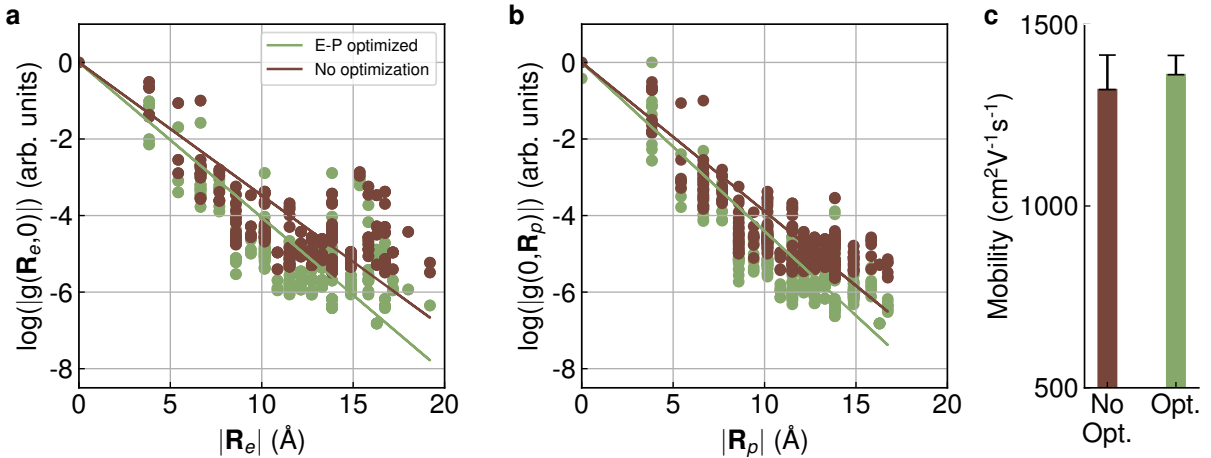 a
log(|g(R_e,0)|) (arb. units)
0
-2
-4
-6
-8
E-P optimized
No optimization
0 5 10 15 20
|R_e| (Å)
b
log(|g(0,R_p)|) (arb. units)
0
-2
-4
-6
-8
0 5 10 15 20
|R_p| (Å)
c
Mobility (cm²V⁻¹s⁻¹)
1500
1000
500
No Opt.
Opt.